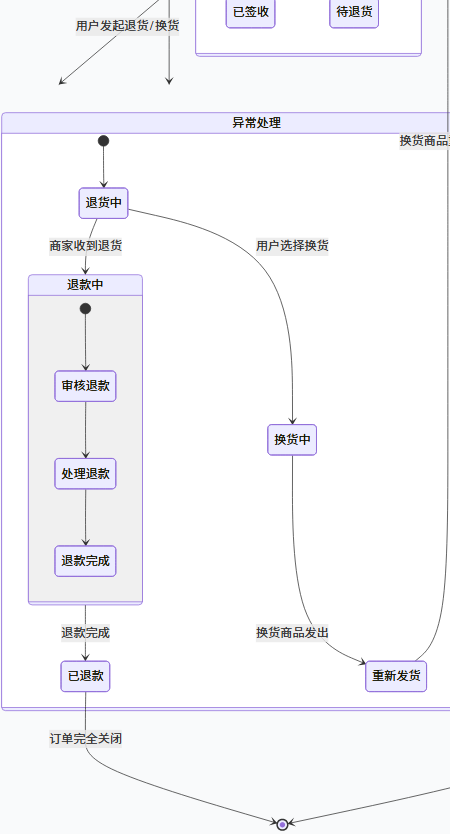 已签收
待退货
用户发起退货/换货
异常处理
换货商品
退货中
商家收到退货
用户选择换货
退款中
审核退款
换货中
处理退款
退款完成
退款完成
换货商品发出
已退款
重新发货
订单完全关闭